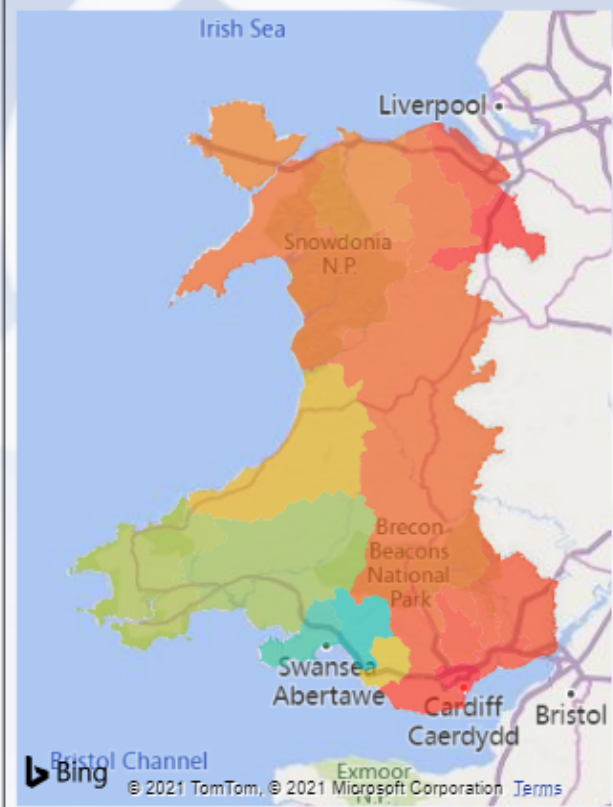 Irish Sea
Liverpool
Snowdonia
N.P.
Brecon
Beacons
National
Park
Swansea
Abertawe
Cardiff
Caerdydd
Bristol
Bristol Channel
Bing
Exmoor
N.P.
© 2021 TomTom, © 2021 Microsoft Corporation Terms